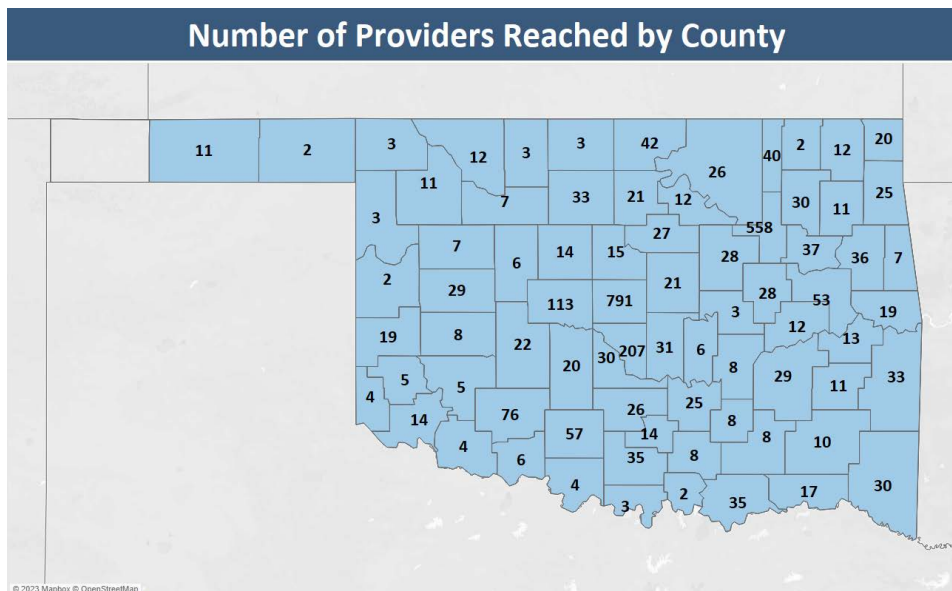 Number of Providers Reached by County
11 2 3 12 3 3 42 26 40 2 12 20
11 7 33 21 12 30 11 25
3 7 6 14 15 27 558 28 37 36 7
2 29 113 791 21 28 53 19
19 8 22 3 12 13
20 30 207 31 6 8 29 11 33
4 5 5
14 76 26 25
57 14 8 8 10
4 6 35 8
4 3 2 35 17 30
© 2023 Mapbox © OpenStreetMap